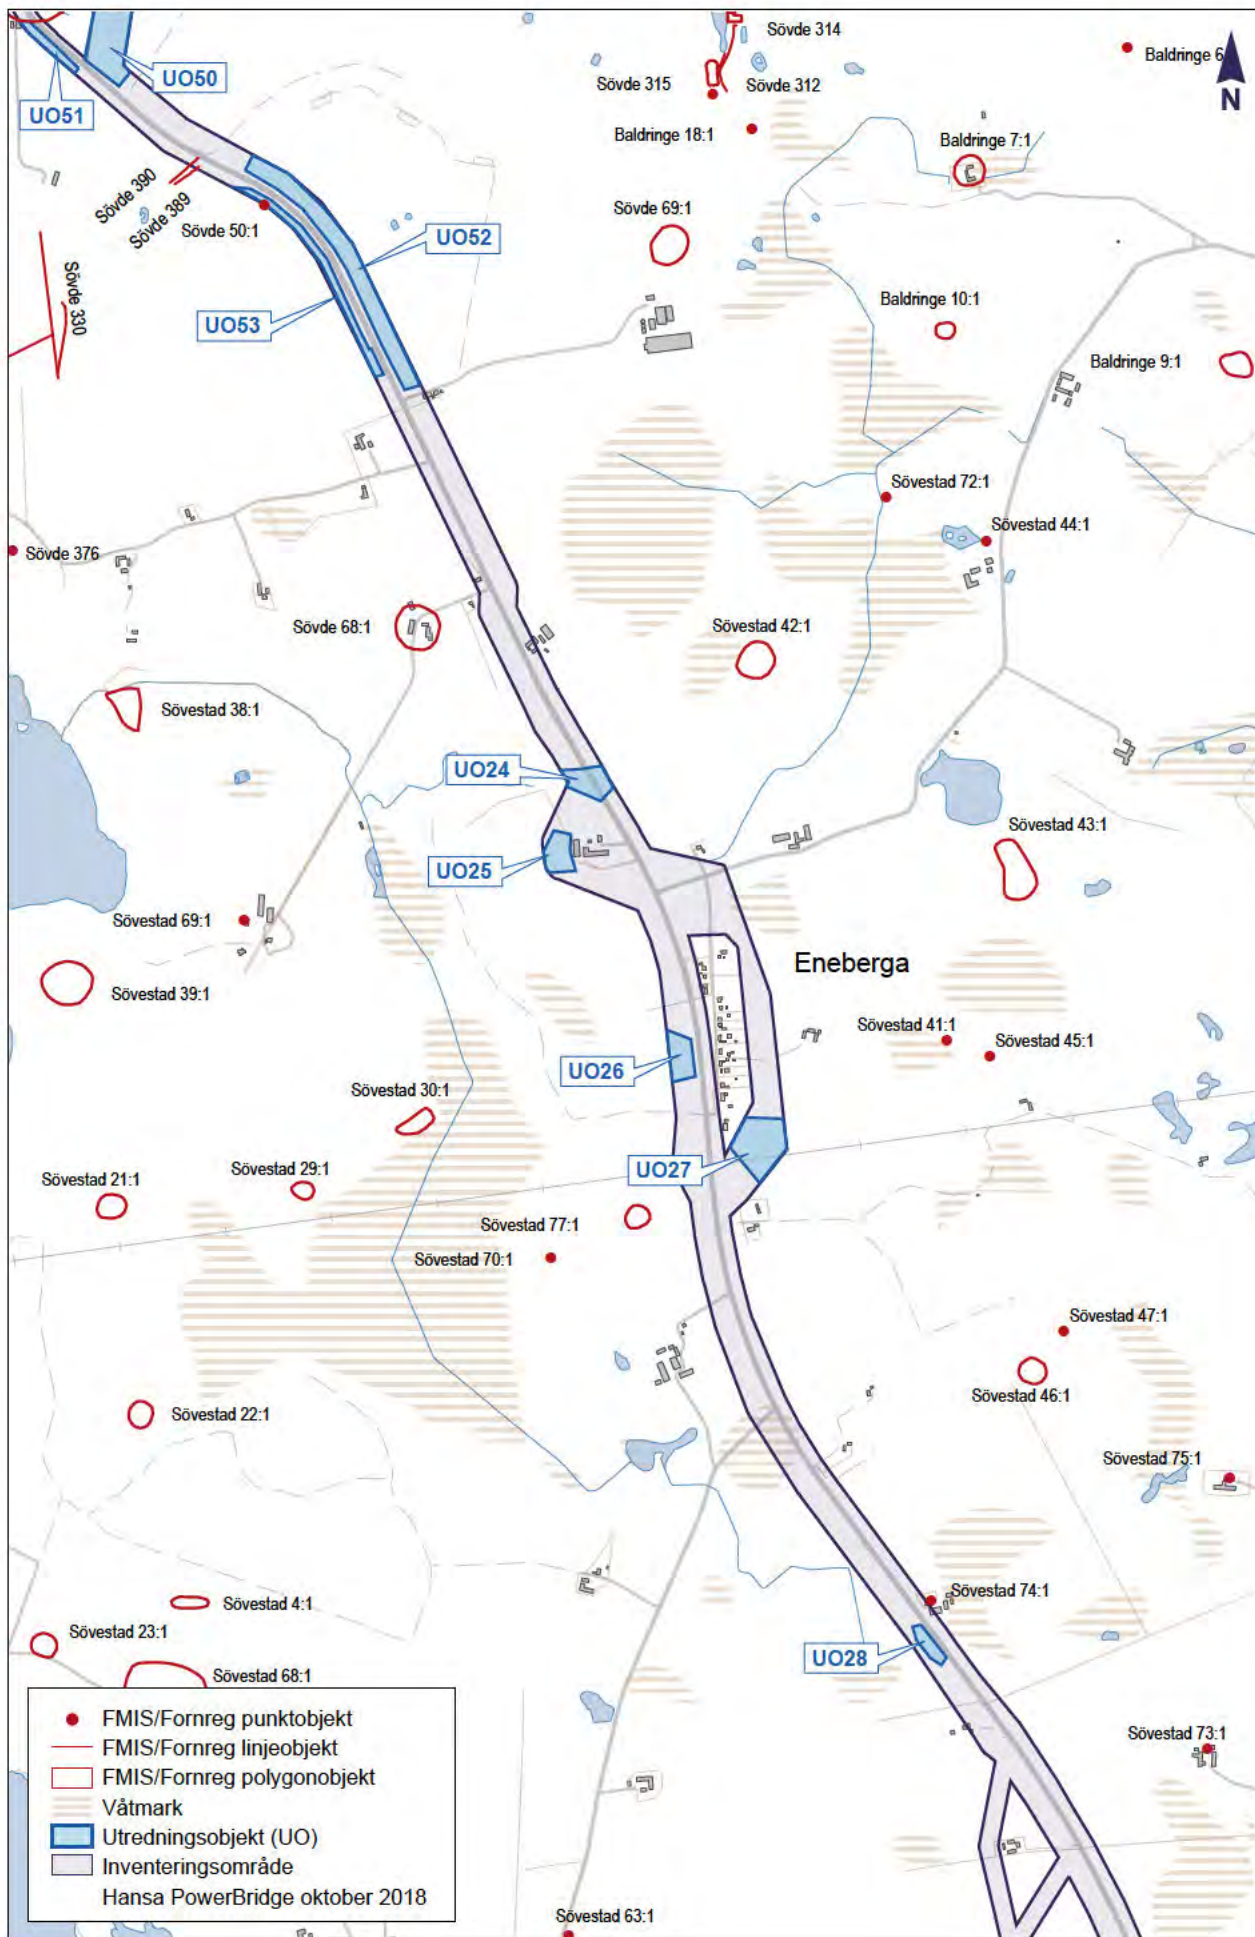 Sövde 314
Baldringe 6
N
UO50
Sövde 315
Sövde 312
UO51
Baldringe 18:1
Baldringe 7:1
Sövde 390
Sövde 389
Sövde 50:1
Sövde 69:1
UO52
Sövde 330
UO53
Baldringe 10:1
Baldringe 9:1
Sövestad 72:1
Sövestad 44:1
Sövde 376
Sövde 68:1
Sövestad 42:1
Sövestad 38:1
UO24
Sövestad 43:1
UO25
Sövestad 69:1
Eneberga
Sövestad 39:1
Sövestad 41:1
Sövestad 45:1
UO26
Sövestad 30:1
UO27
Sövestad 29:1
Sövestad 21:1
Sövestad 77:1
Sövestad 70:1
Sövestad 47:1
Sövestad 46:1
Sövestad 22:1
Sövestad 75:1
Sövestad 74:1
Sövestad 4:1
Sövestad 23:1
UO28
Sövestad 68:1
Sövestad 73:1
FMIS/Fornreg punktobjekt
FMIS/Fornreg linjeobjekt
FMIS/Fornreg polygonobjekt
Våtmark
Utredningsobjekt (UO)
Inventeringsområde
Hansa PowerBridge oktober 2018
Sövestad 63:1